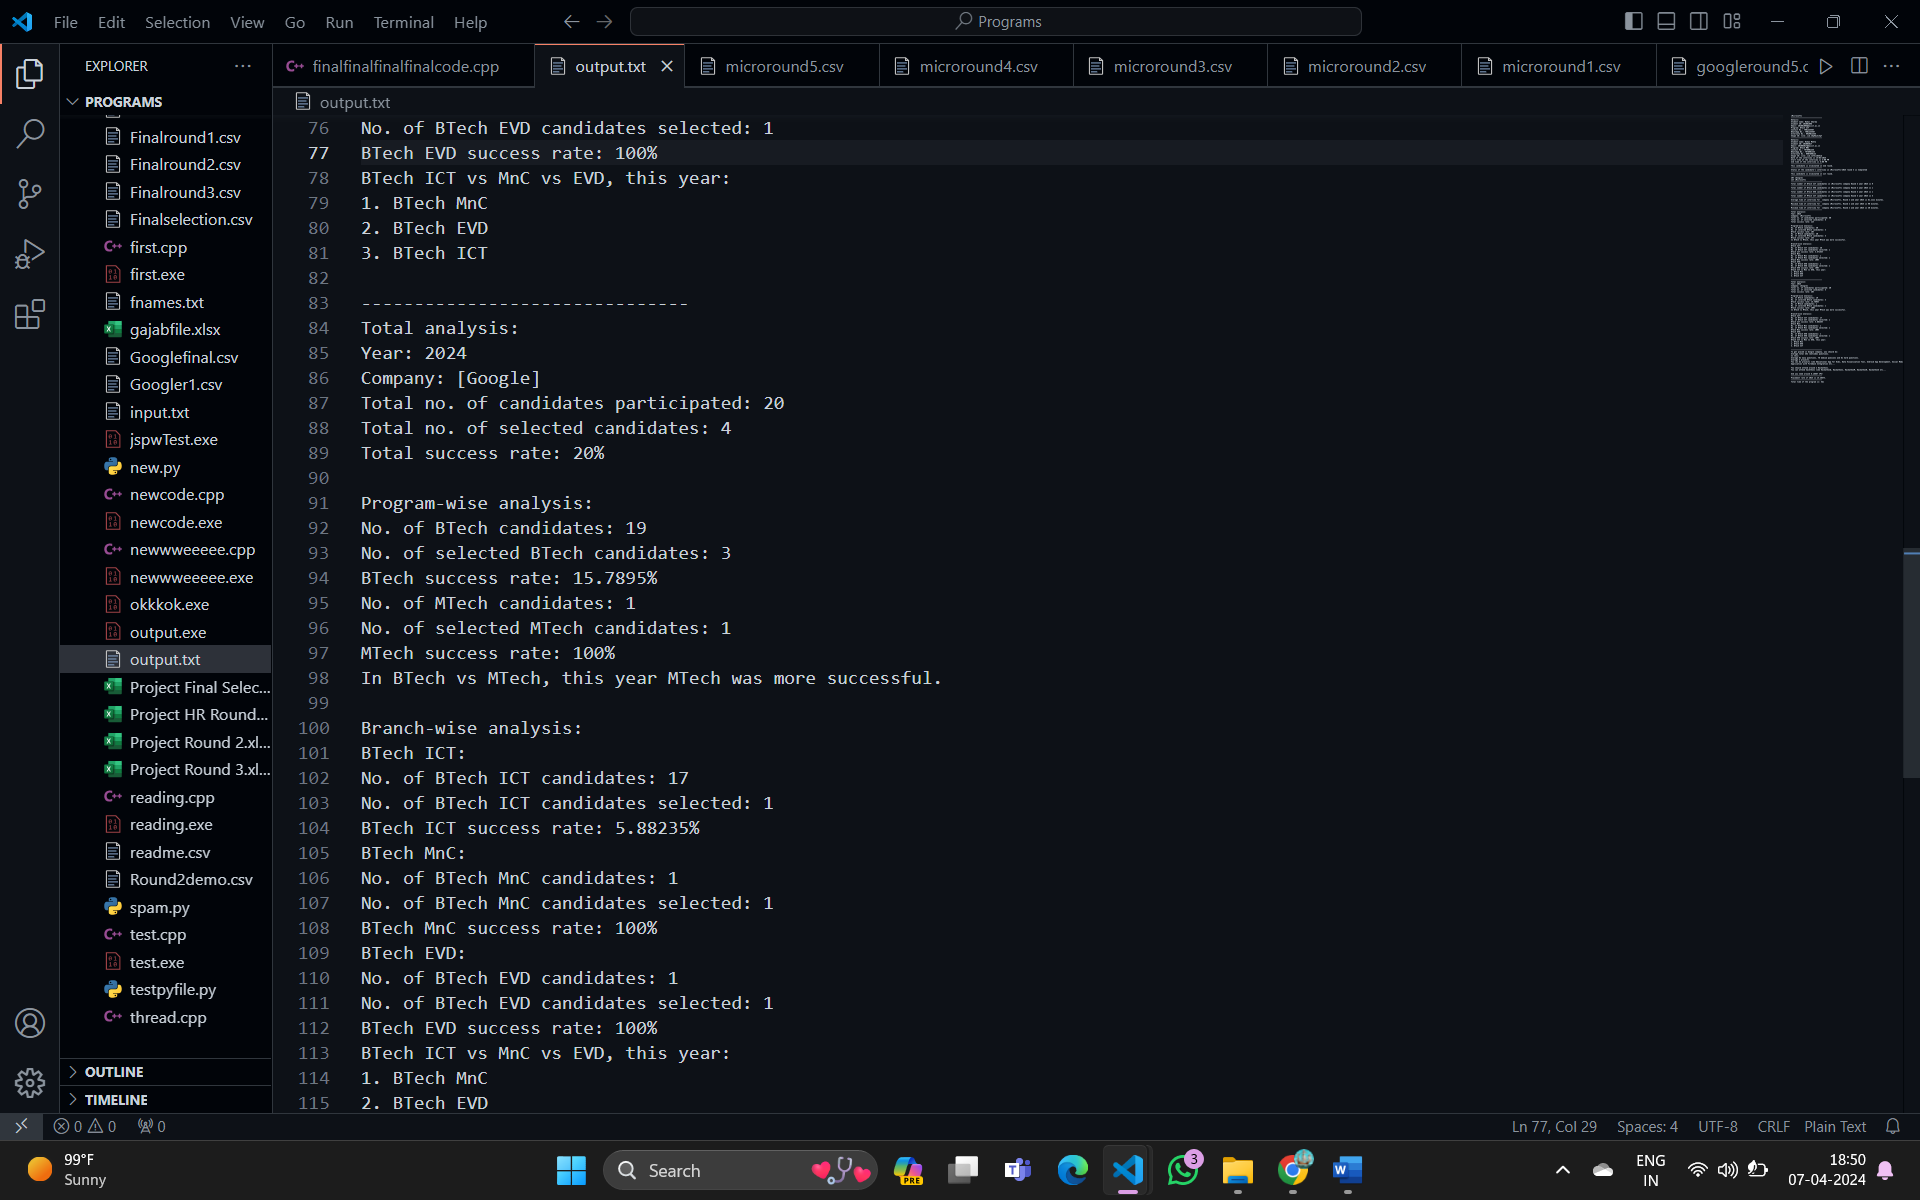 File Edit Selection View Go Run Terminal Help
Programs
EXPLORER
finalfinalfinalfinalcode.cpp
output.txt
microround5.csv
microround4.csv
microround3.csv
microround2.csv
microround1.csv
googleround5.c
PROGRAMS
output.txt
Finalround1.csv
Finalround2.csv
Finalround3.csv
Finalselection.csv
first.cpp
first.exe
fnames.txt
gajabfile.xlsx
Googlefinal.csv
Googler1.csv
input.txt
jspwTest.exe
new.py
newcode.cpp
newcode.exe
newwweeeee.cpp
newwweeeee.exe
okkkok.exe
output.exe
output.txt
Project Final Selec...
Project HR Round...
Project Round 2.xl...
Project Round 3.xl...
reading.cpp
reading.exe
readme.csv
Round2demo.csv
spam.py
test.cpp
test.exe
testpyfile.py
thread.cpp
OUTLINE
TIMELINE
76 No. of BTech EVD candidates selected: 1
77 BTech EVD success rate: 100%
78 BTech ICT vs MnC vs EVD, this year:
79 1. BTech MnC
80 2. BTech EVD
81 3. BTech ICT
82
83 -------------------------------
84 Total analysis:
85 Year: 2024
86 Company: [Google]
87 Total no. of candidates participated: 20
88 Total no. of selected candidates: 4
89 Total success rate: 20%
90
91 Program-wise analysis:
92 No. of BTech candidates: 19
93 No. of selected BTech candidates: 3
94 BTech success rate: 15.7895%
95 No. of MTech candidates: 1
96 No. of selected MTech candidates: 1
97 MTech success rate: 100%
98 In BTech vs MTech, this year MTech was more successful.
99
100 Branch-wise analysis:
101 BTech ICT:
102 No. of BTech ICT candidates: 17
103 No. of BTech ICT candidates selected: 1
104 BTech ICT success rate: 5.88235%
105 BTech MnC:
106 No. of BTech MnC candidates: 1
107 No. of BTech MnC candidates selected: 1
108 BTech MnC success rate: 100%
109 BTech EVD:
110 No. of BTech EVD candidates: 1
111 No. of BTech EVD candidates selected: 1
112 BTech EVD success rate: 100%
113 BTech ICT vs MnC vs EVD, this year:
114 1. BTech MnC
115 2. BTech EVD
0 0 0
Ln 77, Col 29 Spaces: 4 UTF-8 CRLF Plain Text
99°F
Sunny
Search
PRE
3
ENG
IN
18:50
07-04-2024